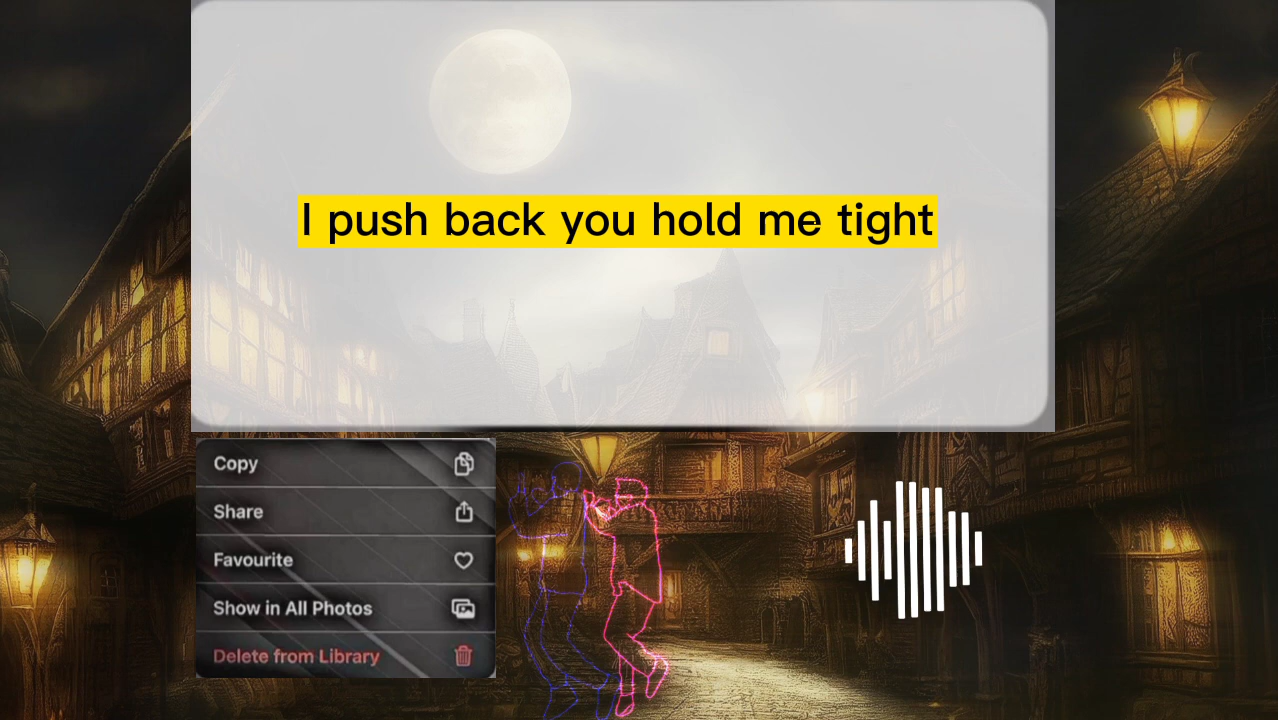 I push back you hold me tight
Copy
Share
Favourite
Show in All Photos
Delete from Library